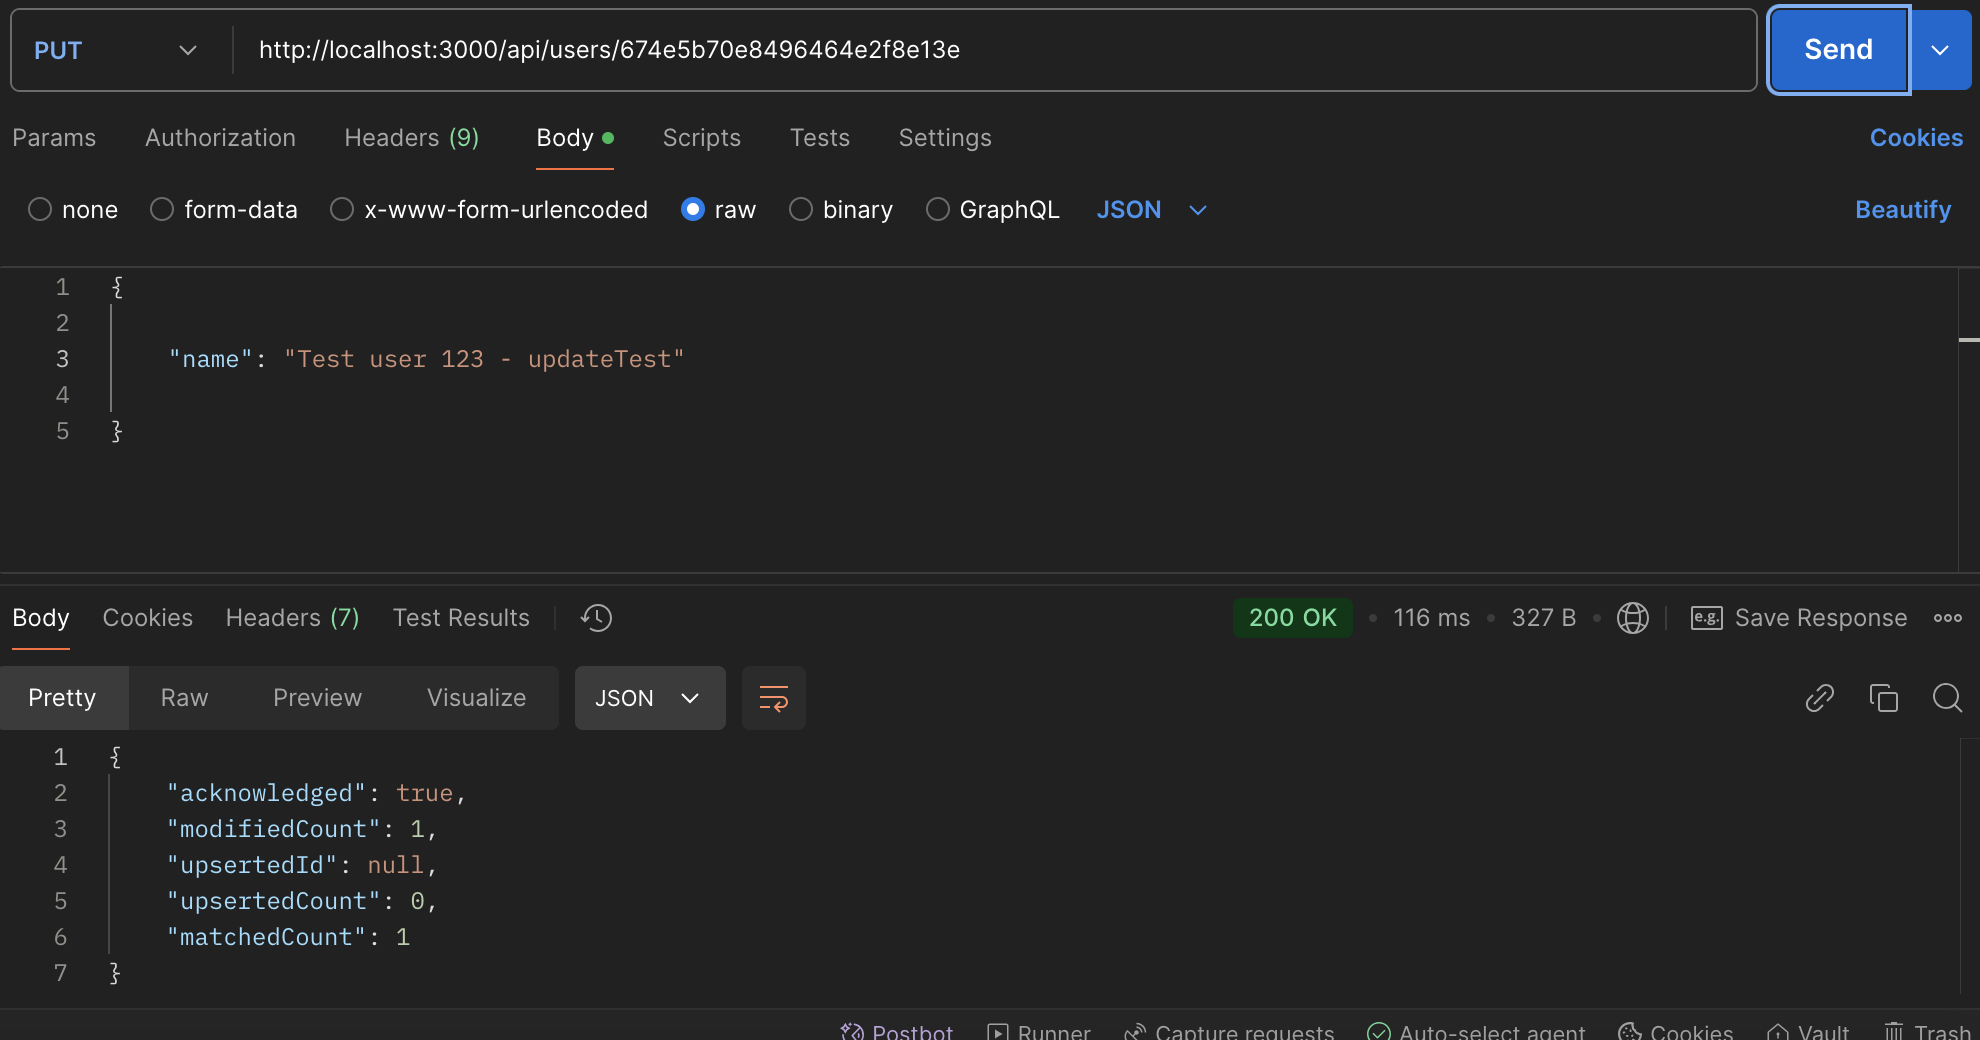 PUT http://localhost:3000/api/users/674e5b70e8496464e2f8e13e Send
Params Authorization Headers (9) Body Scripts Tests Settings Cookies
none form-data x-www-form-urlencoded raw binary GraphQL JSON Beautify
1 {
2
3 "name": "Test user 123 - updateTest"
4
5 }
Body Cookies Headers (7) Test Results 200 OK • 116 ms • 327 B • e.g. Save Response
Pretty Raw Preview Visualize JSON
1 {
2 "acknowledged": true,
3 "modifiedCount": 1,
4 "upsertedId": null,
5 "upsertedCount": 0,
6 "matchedCount": 1
7 }
Postbot Runner Capture requests Auto-select agent Cookies Vault Trash